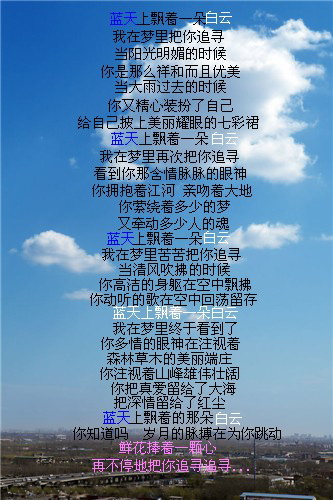 蓝天上飘着一朵白云
我在梦里把你追寻
当阳光明媚的时候
你是那么祥和而且优美
当大雨过去的时候
你又精心装扮了自己
给自己披上美丽耀眼的七彩裙
蓝天上飘着一朵 白云
我在梦里再次把你追寻
看到你那含情脉脉的眼神
你拥抱着江河 亲吻着大地
你萦绕着多少的梦
又牵动多少人的魂
蓝天上飘着一朵白云
我在梦里苦苦把你追寻
当清风吹拂的时候
你高洁的身躯在空中飘拂
你动听的歌在空中回荡留存
蓝天上飘着一朵白云
我在梦里终于看到了
你多情的眼神在注视着
森林草木的美丽端庄
你注视着山峰雄伟壮阔
你把真爱留给了大海
把深情留给了红尘
蓝天上飘着的那朵白云
你知道吗 岁月的脉搏在为你跳动
鲜花捧着一颗心
再不停地把你追寻追寻...